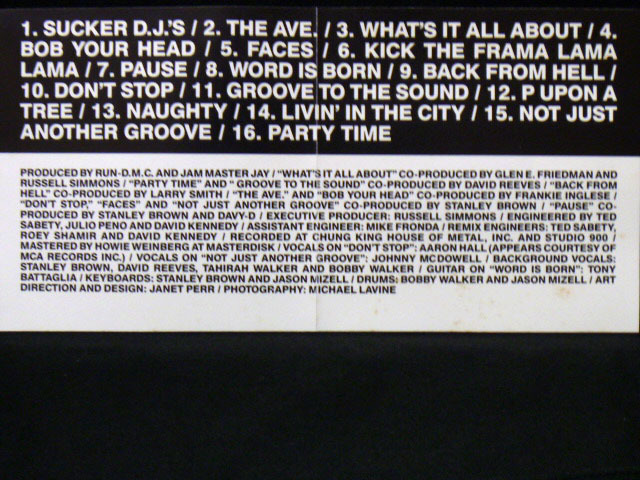 1. SUCKER D.J.'S / 2. THE AVE. / 3. WHAT'S IT ALL ABOUT / 4.
BOB YOUR HEAD / 5. FACES / 6. KICK THE FRAMA LAMA
LAMA / 7. PAUSE / 8. WORD IS BORN / 9. BACK FROM HELL /
10. DON'T STOP / 11. GROOVE TO THE SOUND / 12. P UPON A
TREE / 13. NAUGHTY / 14. LIVIN' IN THE CITY / 15. NOT JUST
ANOTHER GROOVE / 16. PARTY TIME
PRODUCED BY RUN-D.M.C. AND JAM MASTER JAY / "WHAT'S IT ALL ABOUT" CO-PRODUCED BY GLEN E. FRIEDMAN AND
RUSSELL SIMMONS / "PARTY TIME" AND " GROOVE TO THE SOUND" CO-PRODUCED BY DAVID REEVES / "BACK FROM
HELL" CO-PRODUCED BY LARRY SMITH / "THE AVE." AND "BOB YOUR HEAD" CO-PRODUCED BY FRANKIE INGLESE /
"DON'T STOP," "FACES" AND "NOT JUST ANOTHER GROOVE" CO-PRODUCED BY STANLEY BROWN / "PAUSE" CO-
PRODUCED BY STANLEY BROWN AND DAVY-D / EXECUTIVE PRODUCER: RUSSELL SIMMONS / ENGINEERED BY TED
SABETY, JULIO PENO AND DAVID KENNEDY / ASSISTANT ENGINEER: MIKE FRONDA / REMIX ENGINEERS: TED SABETY,
ROEY SHAMIR AND DAVID KENNEDY / RECORDED AT CHUNG KING HOUSE OF METAL, INC. AND STUDIO 900 /
MASTERED BY HOWIE WEINBERG AT MASTERDISK / VOCALS ON "DON'T STOP": AARON HALL (APPEARS COURTESY OF
MCA RECORDS INC.) / VOCALS ON "NOT JUST ANOTHER GROOVE": JOHNNY MCDOWELL / BACKGROUND VOCALS:
STANLEY BROWN, DAVID REEVES, TAHIRAH WALKER AND BOBBY WALKER / GUITAR ON "WORD IS BORN": TONY
BATTAGLIA / KEYBOARDS: STANLEY BROWN AND JASON MIZELL / DRUMS: BOBBY WALKER AND JASON MIZELL / ART
DIRECTION AND DESIGN: JANET PERR / PHOTOGRAPHY: MICHAEL LAVINE